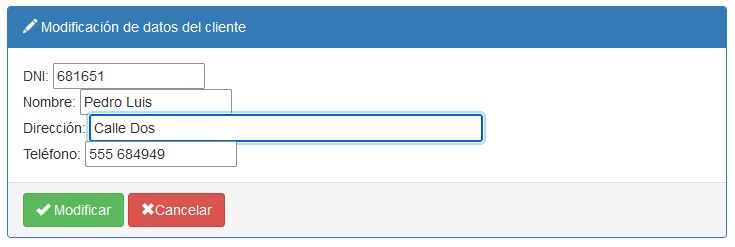 Modificación de datos del cliente
DNI: 681651
Nombre: Pedro Luis
Dirección: Calle Dos
Teléfono: 555 684949
Modificar Cancelar